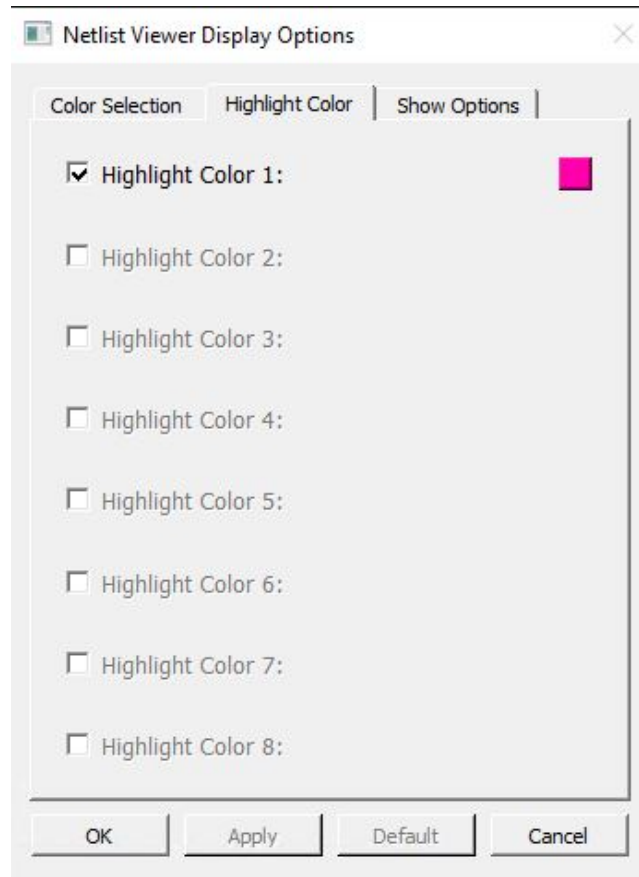 Netlist Viewer Display Options
Color Selection Highlight Color Show Options
Highlight Color 1:
Highlight Color 2:
Highlight Color 3:
Highlight Color 4:
Highlight Color 5:
Highlight Color 6:
Highlight Color 7:
Highlight Color 8:
OK Apply Default Cancel